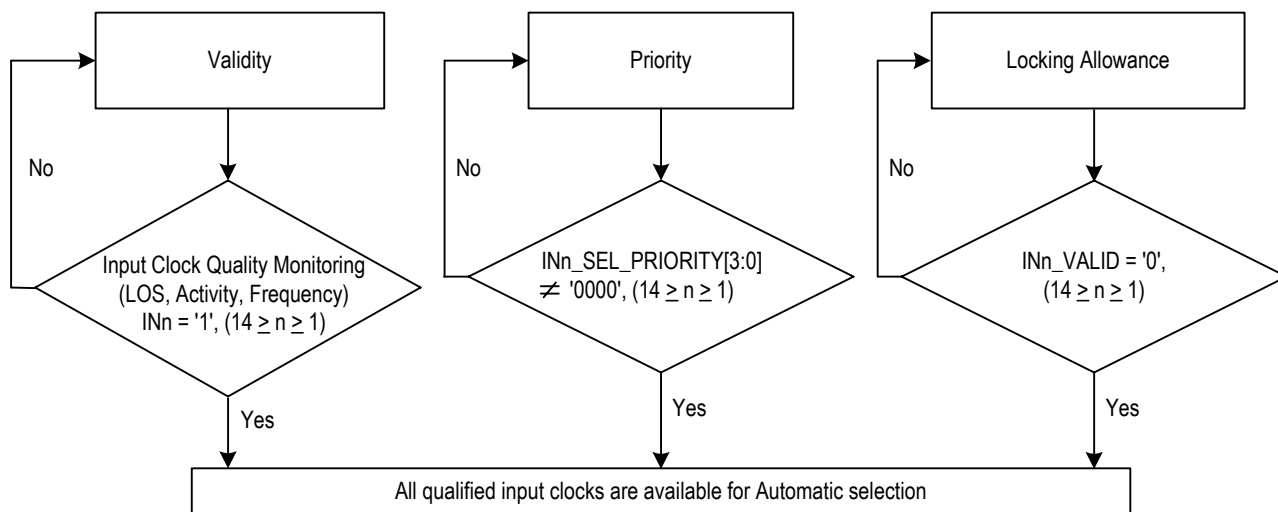 Validity
Priority
Locking Allowance
No
No
No
Input Clock Quality Monitoring
(LOS, Activity, Frequency)
INn = '1', (14 ≥ n ≥ 1)
INn_SEL_PRIORITY[3:0]
≠ '0000', (14 ≥ n ≥ 1)
INn_VALID = '0',
(14 ≥ n ≥ 1)
Yes
Yes
Yes
All qualified input clocks are available for Automatic selection